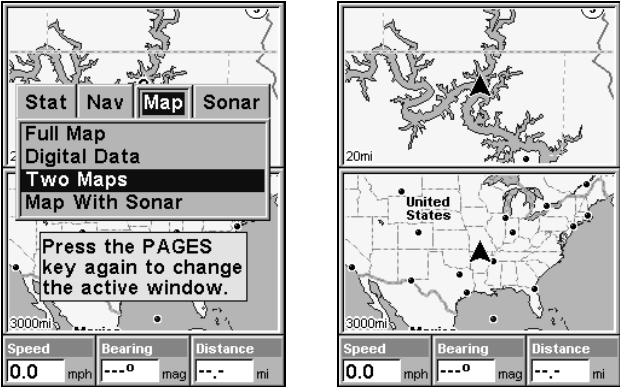 Stat Nav Map Sonar
Full Map
Digital Data
Two Maps
Map With Sonar
Press the PAGES
key again to change
the active window.
3000mi
Speed Bearing Distance
0.0 mph ---º mag --.- mi
20mi
United
States
3000mi
Speed Bearing Distance
0.0 mph ---º mag --.- mi